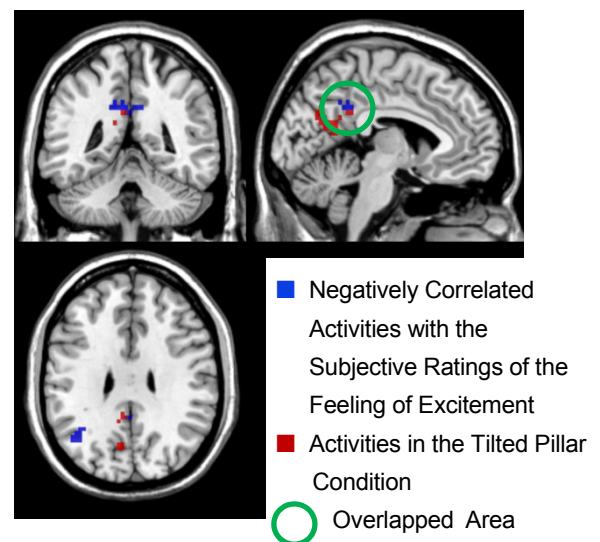 Negatively Correlated
Activities with the
Subjective Ratings of the
Feeling of Excitement
Activities in the Tilted Pillar
Condition
Overlapped Area